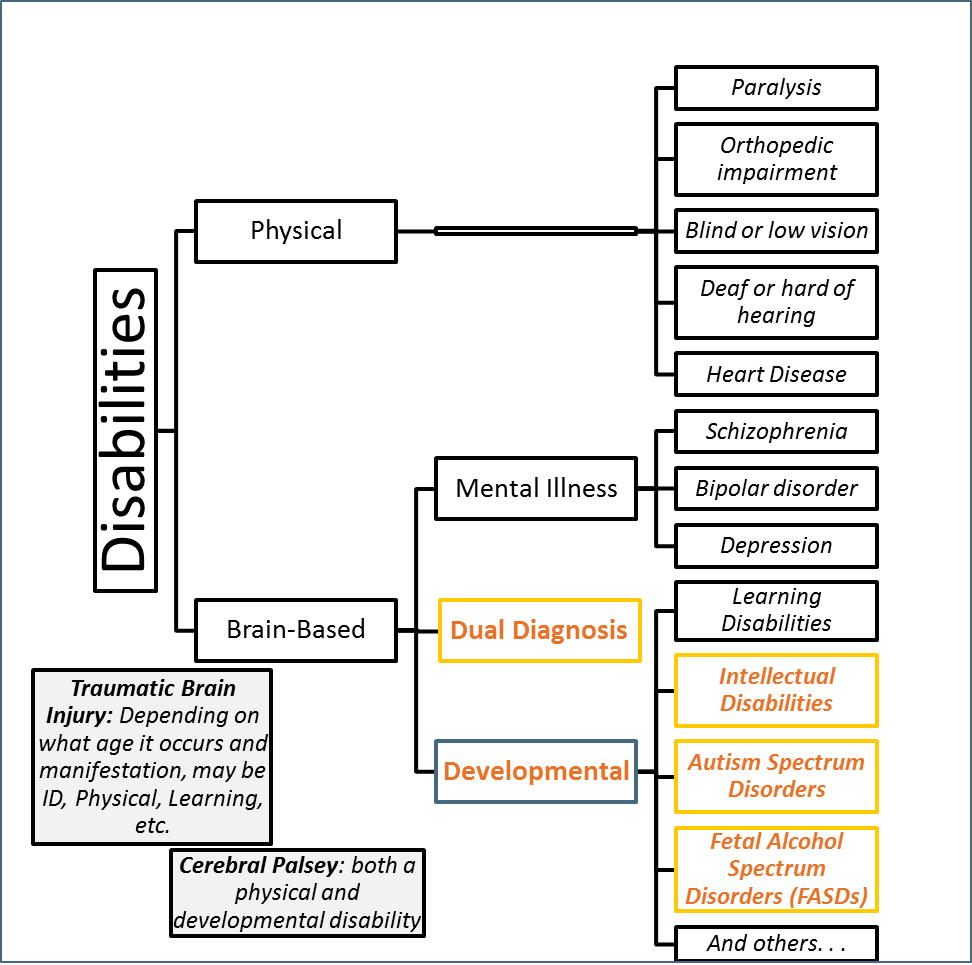 Disabilities
Physical
Paralysis
Orthopedic
impairment
Blind or low vision
Deaf or hard of
hearing
Heart Disease
Brain-Based
Mental Illness
Schizophrenia
Bipolar disorder
Depression
Dual Diagnosis
Developmental
Learning
Disabilities
Intellectual
Disabilities
Autism Spectrum
Disorders
Fetal Alcohol
Spectrum
Disorders (FASDs)
And others. . .
Traumatic Brain
Injury: Depending on
what age it occurs and
manifestation, may be
ID, Physical, Learning,
etc.
Cerebral Palsey: both a
physical and
developmental disability